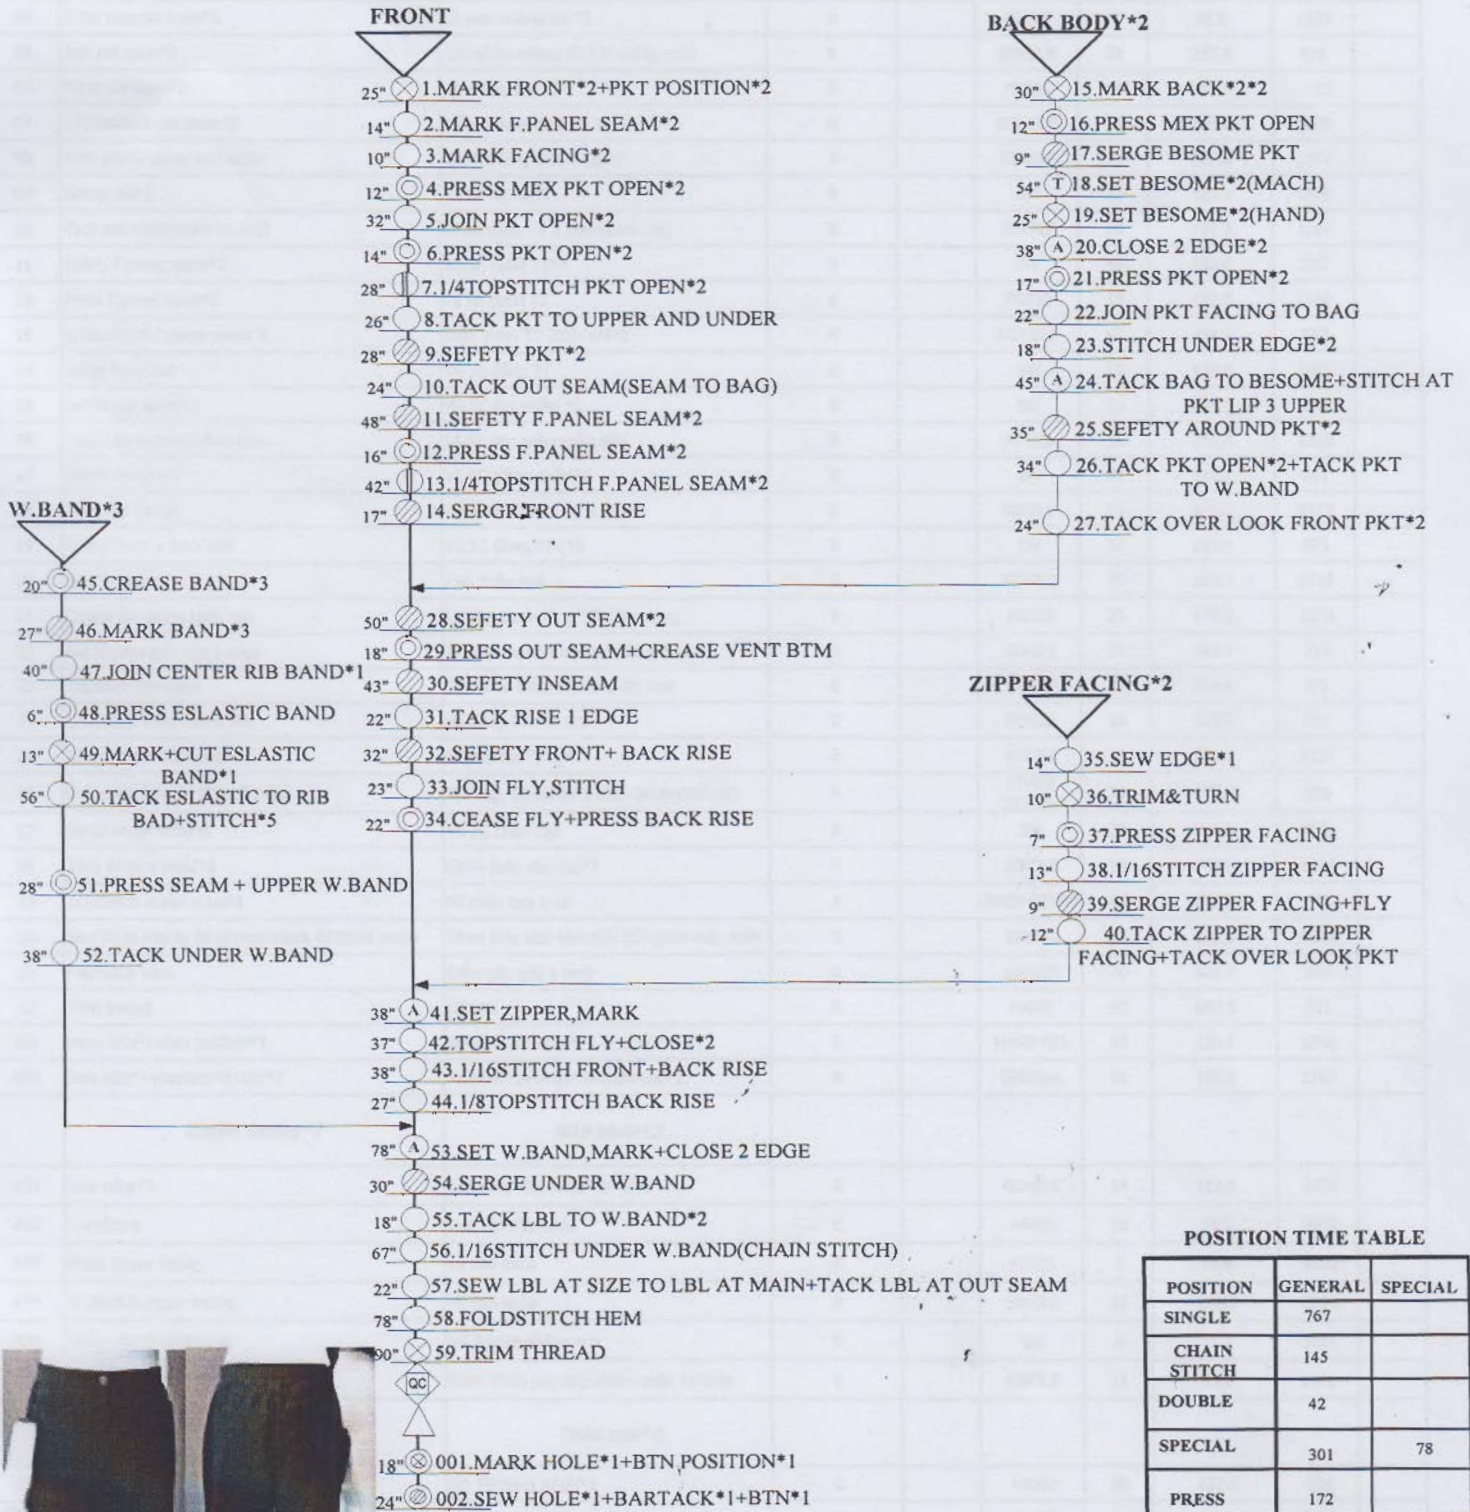 FRONT
25" 1.MARK FRONT*2+PKT POSITION*2
14" 2.MARK F.PANEL SEAM*2
10" 3.MARK FACING*2
12" 4.PRESS MEX PKT OPEN*2
32" 5.JOIN PKT OPEN*2
14" 6.PRESS PKT OPEN*2
28" 7.1/4TOPSTITCH PKT OPEN*2
26" 8.TACK PKT TO UPPER AND UNDER
28" 9.SEFETY PKT*2
24" 10.TACK OUT SEAM(SEAM TO BAG)
48" 11.SEFETY F.PANEL SEAM*2
16" 12.PRESS F.PANEL SEAM*2
42" 13.1/4TOPSTITCH F.PANEL SEAM*2
17" 14.SERGR FRONT RISE
BACK BODY*2
30" 15.MARK BACK*2*2
12" 16.PRESS MEX PKT OPEN
9" 17.SERGE BESOME PKT
54" T 18.SET BESOME*2(MACH)
25" 19.SET BESOME*2(HAND)
38" A 20.CLOSE 2 EDGE*2
17" 21.PRESS PKT OPEN*2
22" 22.JOIN PKT FACING TO BAG
18" 23.STITCH UNDER EDGE*2
45" A 24.TACK BAG TO BESOME+STITCH AT
PKT LIP 3 UPPER
35" 25.SEFETY AROUND PKT*2
34" 26.TACK PKT OPEN*2+TACK PKT
TO W.BAND
24" 27.TACK OVER LOOK FRONT PKT*2
W.BAND*3
20" 45.CREASE BAND*3
27" 46.MARK BAND*3
40" 47.JOIN CENTER RIB BAND*1
6" 48.PRESS ESLASTIC BAND
13" 49.MARK+CUT ESLASTIC
BAND*1
56" 50.TACK ESLASTIC TO RIB
BAD+STITCH*5
28" 51.PRESS SEAM + UPPER W.BAND
38" 52.TACK UNDER W.BAND
50" 28.SEFETY OUT SEAM*2
18" 29.PRESS OUT SEAM+CREASE VENT BTM
43" 30.SEFETY INSEAM
22" 31.TACK RISE 1 EDGE
32" 32.SEFETY FRONT+ BACK RISE
23" 33.JOIN FLY,STITCH
22" 34.CEASE FLY+PRESS BACK RISE
ZIPPER FACING*2
14" 35.SEW EDGE*1
10" 36.TRIM&TURN
7" 37.PRESS ZIPPER FACING
13" 38.1/16STITCH ZIPPER FACING
9" 39.SERGE ZIPPER FACING+FLY
12" 40.TACK ZIPPER TO ZIPPER
FACING+TACK OVER LOOK PKT
38" A 41.SET ZIPPER,MARK
37" 42.TOPSTITCH FLY+CLOSE*2
38" 43.1/16STITCH FRONT+BACK RISE
27" 44.1/8TOPSTITCH BACK RISE
78" A 53.SET W.BAND,MARK+CLOSE 2 EDGE
30" 54.SERGE UNDER W.BAND
18" 55.TACK LBL TO W.BAND*2
67" 56.1/16STITCH UNDER W.BAND(CHAIN STITCH)
22" 57.SEW LBL AT SIZE TO LBL AT MAIN+TACK LBL AT OUT SEAM
78" 58.FOLDSTITCH HEM
90" 59.TRIM THREAD
QC
18" 001.MARK HOLE*1+BTN POSITION*1
24" 002.SEW HOLE*1+BARTACK*1+BTN*1
POSITION TIME TABLE
POSITION GENERAL SPECIAL
SINGLE 767
CHAIN
STITCH 145
DOUBLE 42
SPECIAL 301 78
PRESS 172